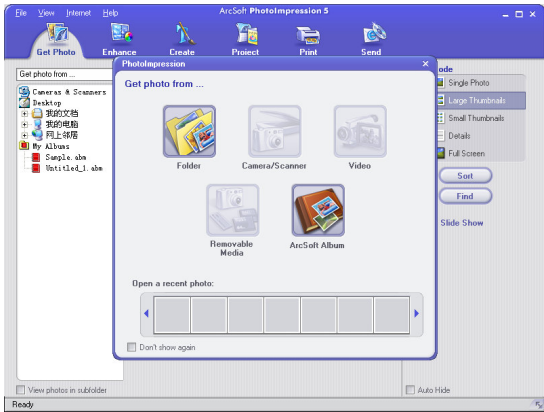 ArcSoft PhotoImpression 5
File View Internet Help
Get Photo Enhance Create Project Print Send
Get photo from ...
Cameras & Scanners
Desktop
我的文档
我的电脑
网上邻居
My Albums
Sample.abm
Untitled_1.abm
View photos in subfolder
PhotoImpression
Get photo from ...
Folder Camera/Scanner Video
Removable
Media
ArcSoft Album
Open a recent photo:
Don't show again
ode
Single Photo
Large Thumbnails
Small Thumbnails
Details
Full Screen
Sort
Find
Slide Show
Auto Hide
Ready